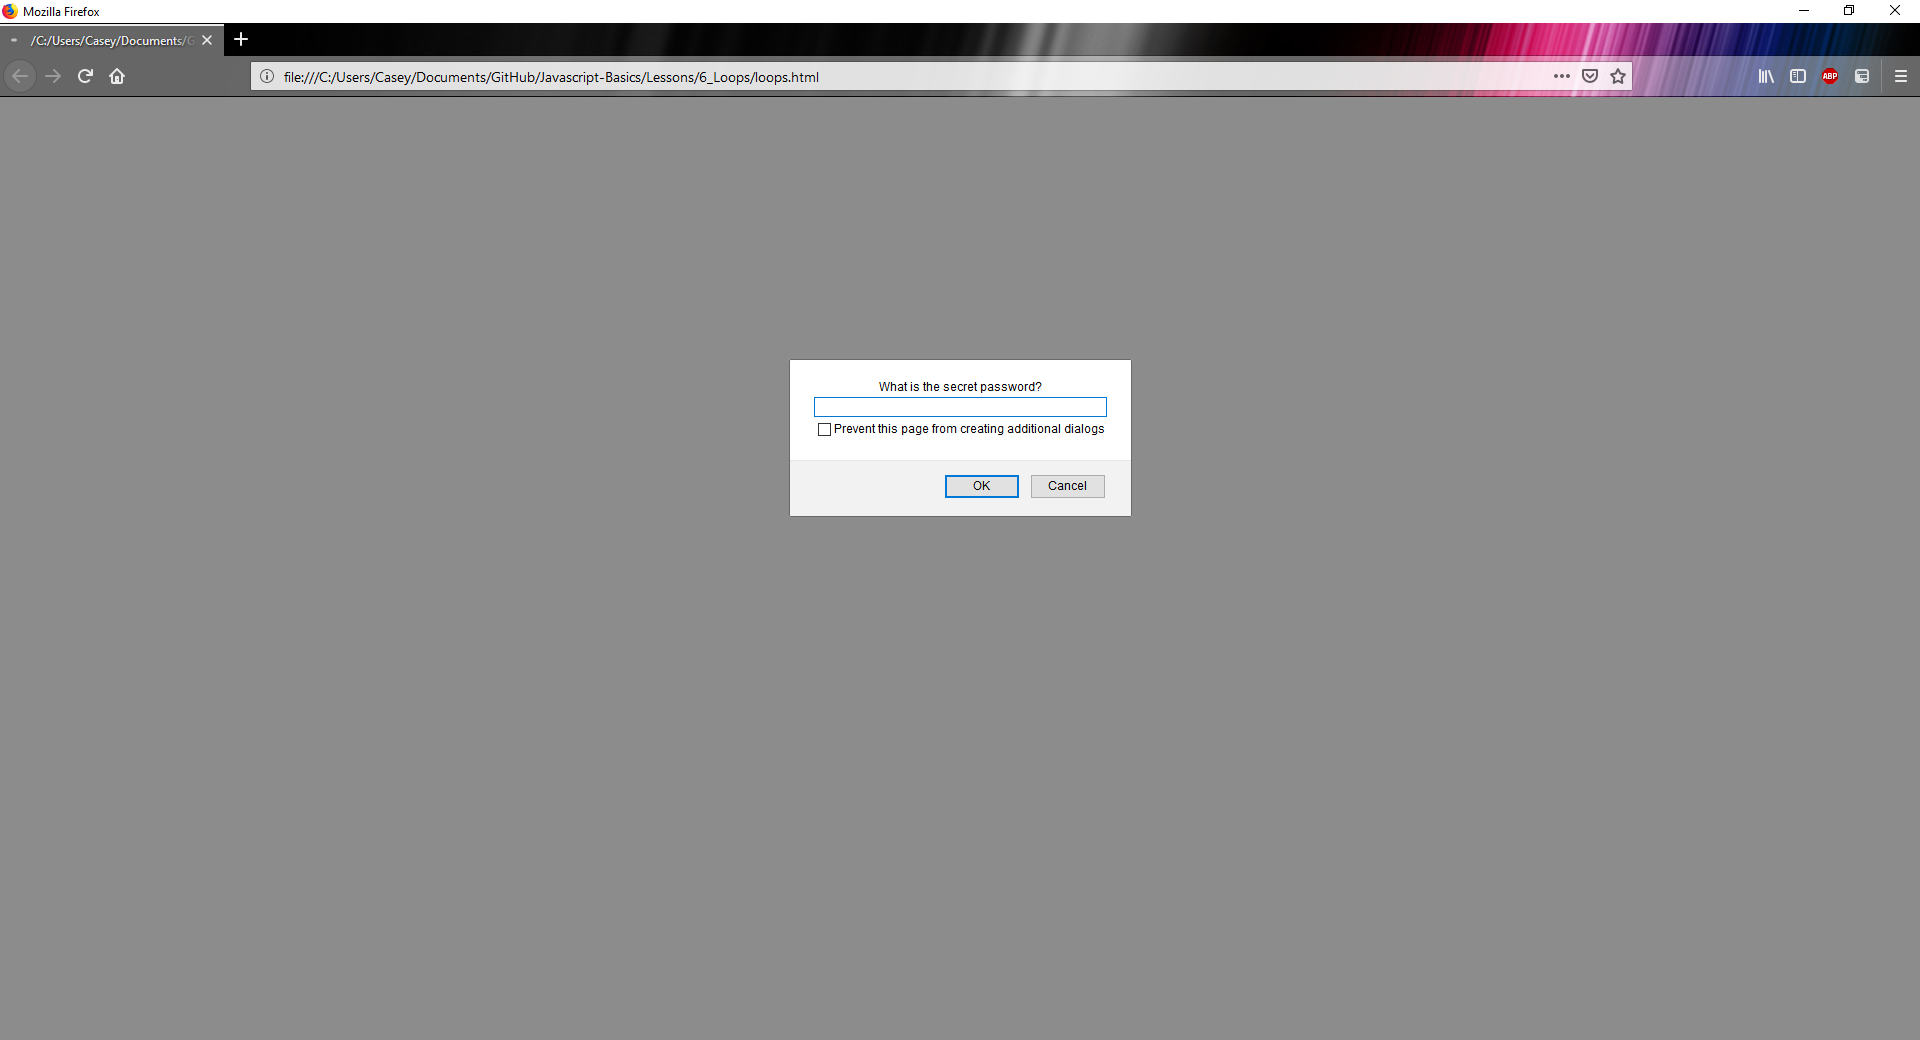 Mozilla Firefox
/C:/Users/Casey/Documents/G
file:///C:/Users/Casey/Documents/GitHub/Javascript-Basics/Lessons/6_Loops/loops.html
ABP
What is the secret password?
Prevent this page from creating additional dialogs
OK Cancel